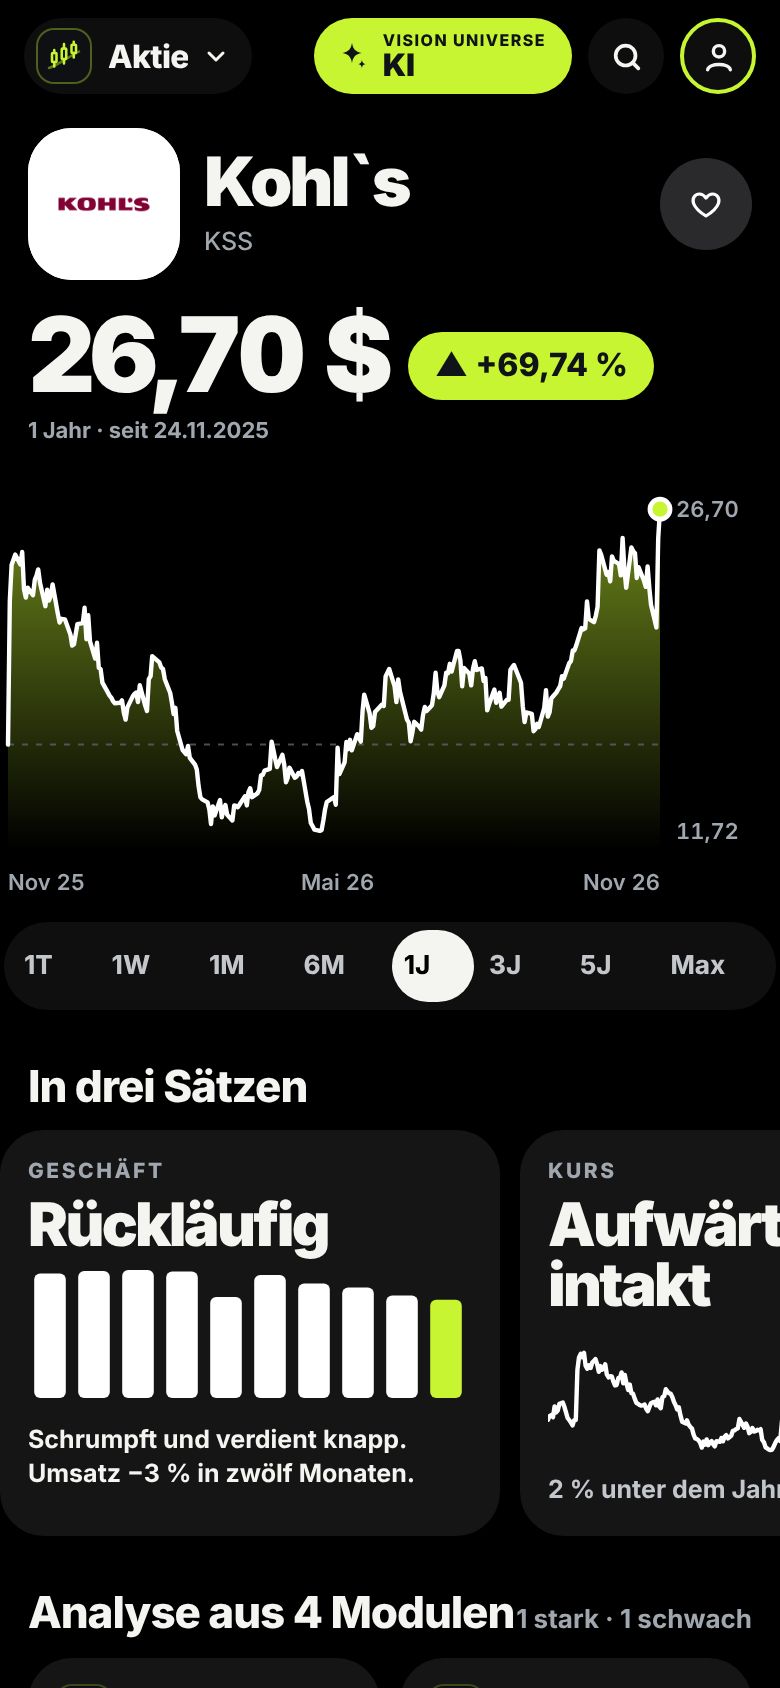 Aktie
VISION UNIVERSE
KI
KOHL'S
Kohl`s
KSS
26,70 $
+69,74 %
1 Jahr · seit 24.11.2025
26,70
11,72
Nov 25
Mai 26
Nov 26
1T
1W
1M
6M
1J
3J
5J
Max
In drei Sätzen
GESCHÄFT
Rückläufig
Schrumpft und verdient knapp.
Umsatz −3 % in zwölf Monaten.
KURS
Aufwärt
intakt
2 % unter dem Jahr
Analyse aus 4 Modulen
1 stark · 1 schwach